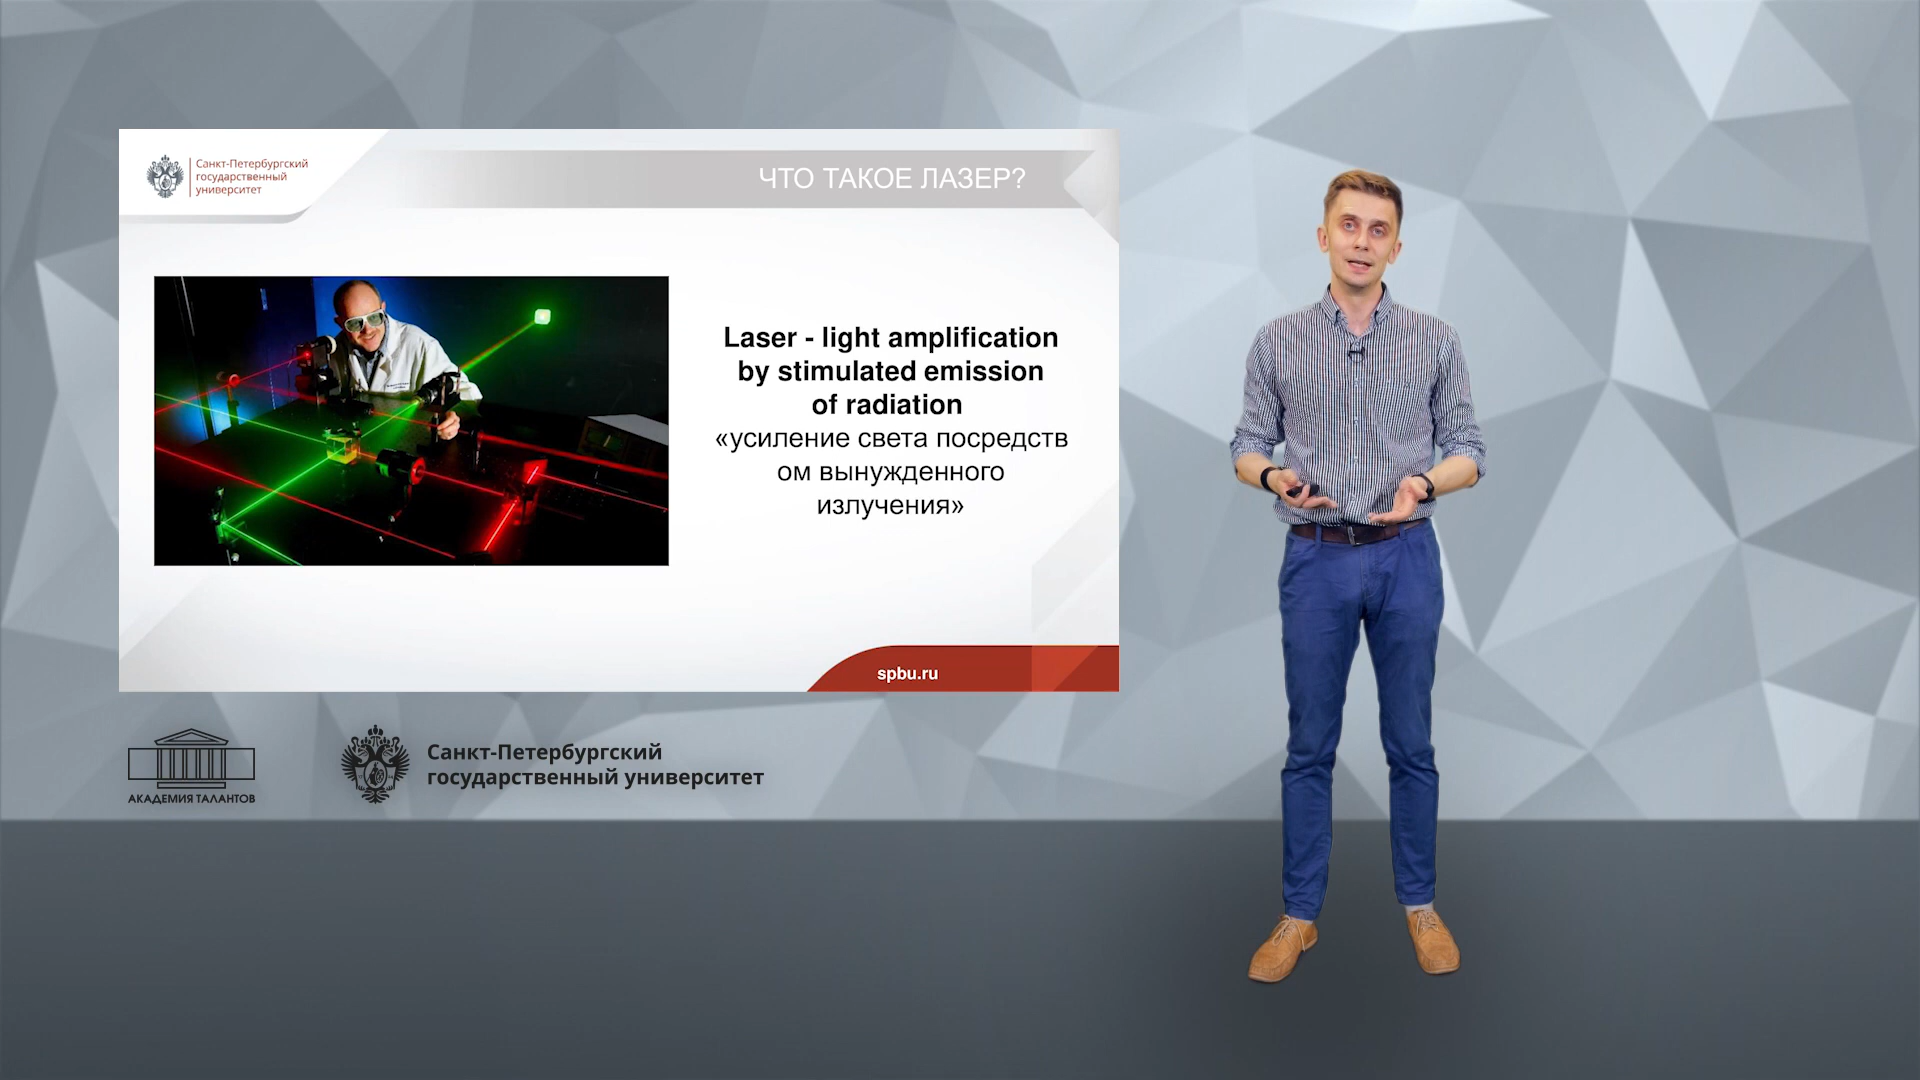 Санкт-Петербургский
государственный
университет
ЧТО ТАКОЕ ЛАЗЕР?
Laser - light amplification
by stimulated emission
of radiation
«усиление света посредств
ом вынужденного
излучения»
spbu.ru
АКАДЕМИЯ ТАЛАНТОВ
Санкт-Петербургский
государственный университет